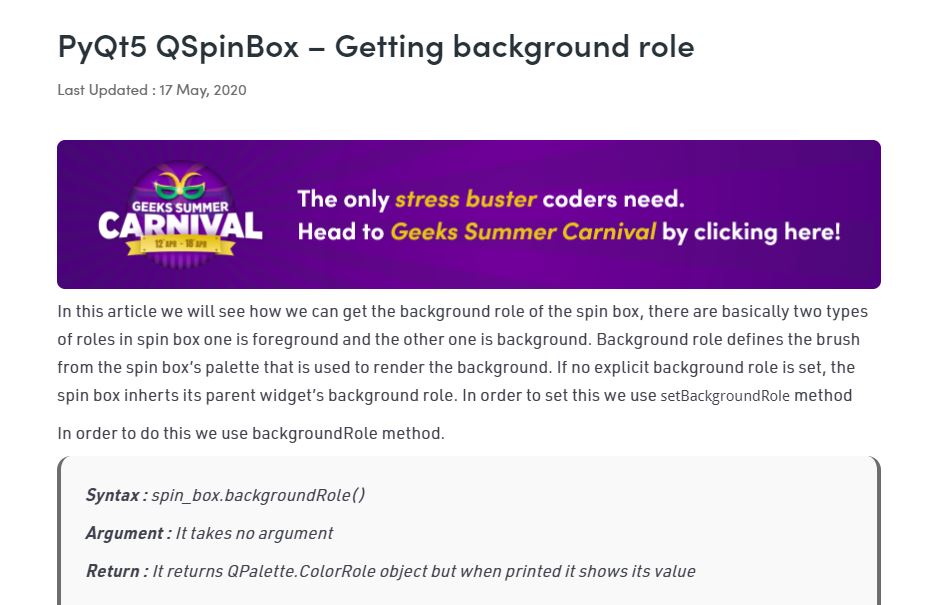 PyQt5 QSpinBox – Getting background role
Last Updated : 17 May, 2020
GEEKS SUMMER
CARNIVAL
12 APR - 18 APR
The only stress buster coders need.
Head to Geeks Summer Carnival by clicking here!
In this article we will see how we can get the background role of the spin box, there are basically two types
of roles in spin box one is foreground and the other one is background. Background role defines the brush
from the spin box’s palette that is used to render the background. If no explicit background role is set, the
spin box inherits its parent widget’s background role. In order to set this we use setBackgroundRole method
In order to do this we use backgroundRole method.
Syntax : spin_box.backgroundRole()
Argument : It takes no argument
Return : It returns QPalette.ColorRole object but when printed it shows its value